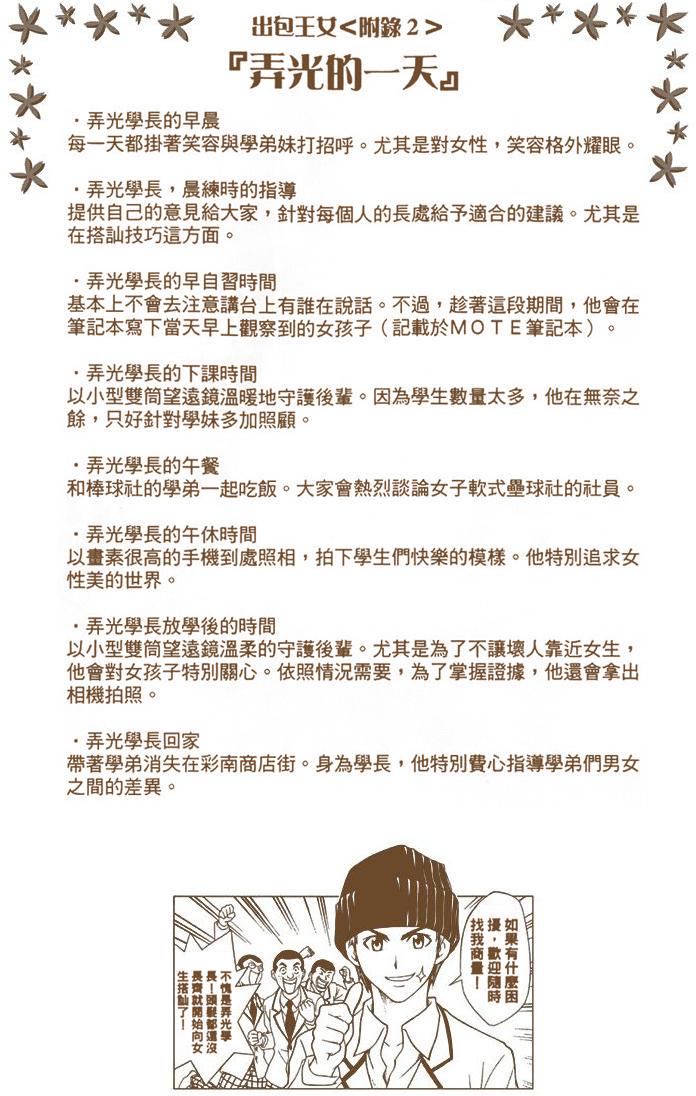 出包王女<附錄2>
『弄光的一天』
・弄光學長的早晨
每一天都掛著笑容與學弟妹打招呼。尤其是對女性，笑容格外耀眼。
・弄光學長，晨練時的指導
提供自己的意見給大家，針對每個人的長處給予適合的建議。尤其是
在搭訕技巧這方面。
・弄光學長的早自習時間
基本上不會去注意講台上有誰在說話。不過，趁著這段期間，他會在
筆記本寫下當天早上觀察到的女孩子（記載於MOTE筆記本）。
・弄光學長的下課時間
以小型雙筒望遠鏡溫暖地守護後輩。因為學生數量太多，他在無奈之
餘，只好針對學妹多加照顧。
・弄光學長的午餐
和棒球社的學弟一起吃飯。大家會熱烈談論女子軟式壘球社的社員。
・弄光學長的午休時間
以畫素很高的手機到處照相，拍下學生們快樂的模樣。他特別追求女
性美的世界。
・弄光學長放學後的時間
以小型雙筒望遠鏡溫柔的守護後輩。尤其是為了不讓壞人靠近女生，
他會對女孩子特別關心。依照情況需要，為了掌握證據，他還會拿出
相機拍照。
・弄光學長回家
帶著學弟消失在彩南商店街。身為學長，他特別費心指導學弟們男女
之間的差異。
如果有什麼困
擾，歡迎隨時
找我商量！
不愧是弄光學
長！頭髮都還沒
長齊就開始向女
生搭訕了！